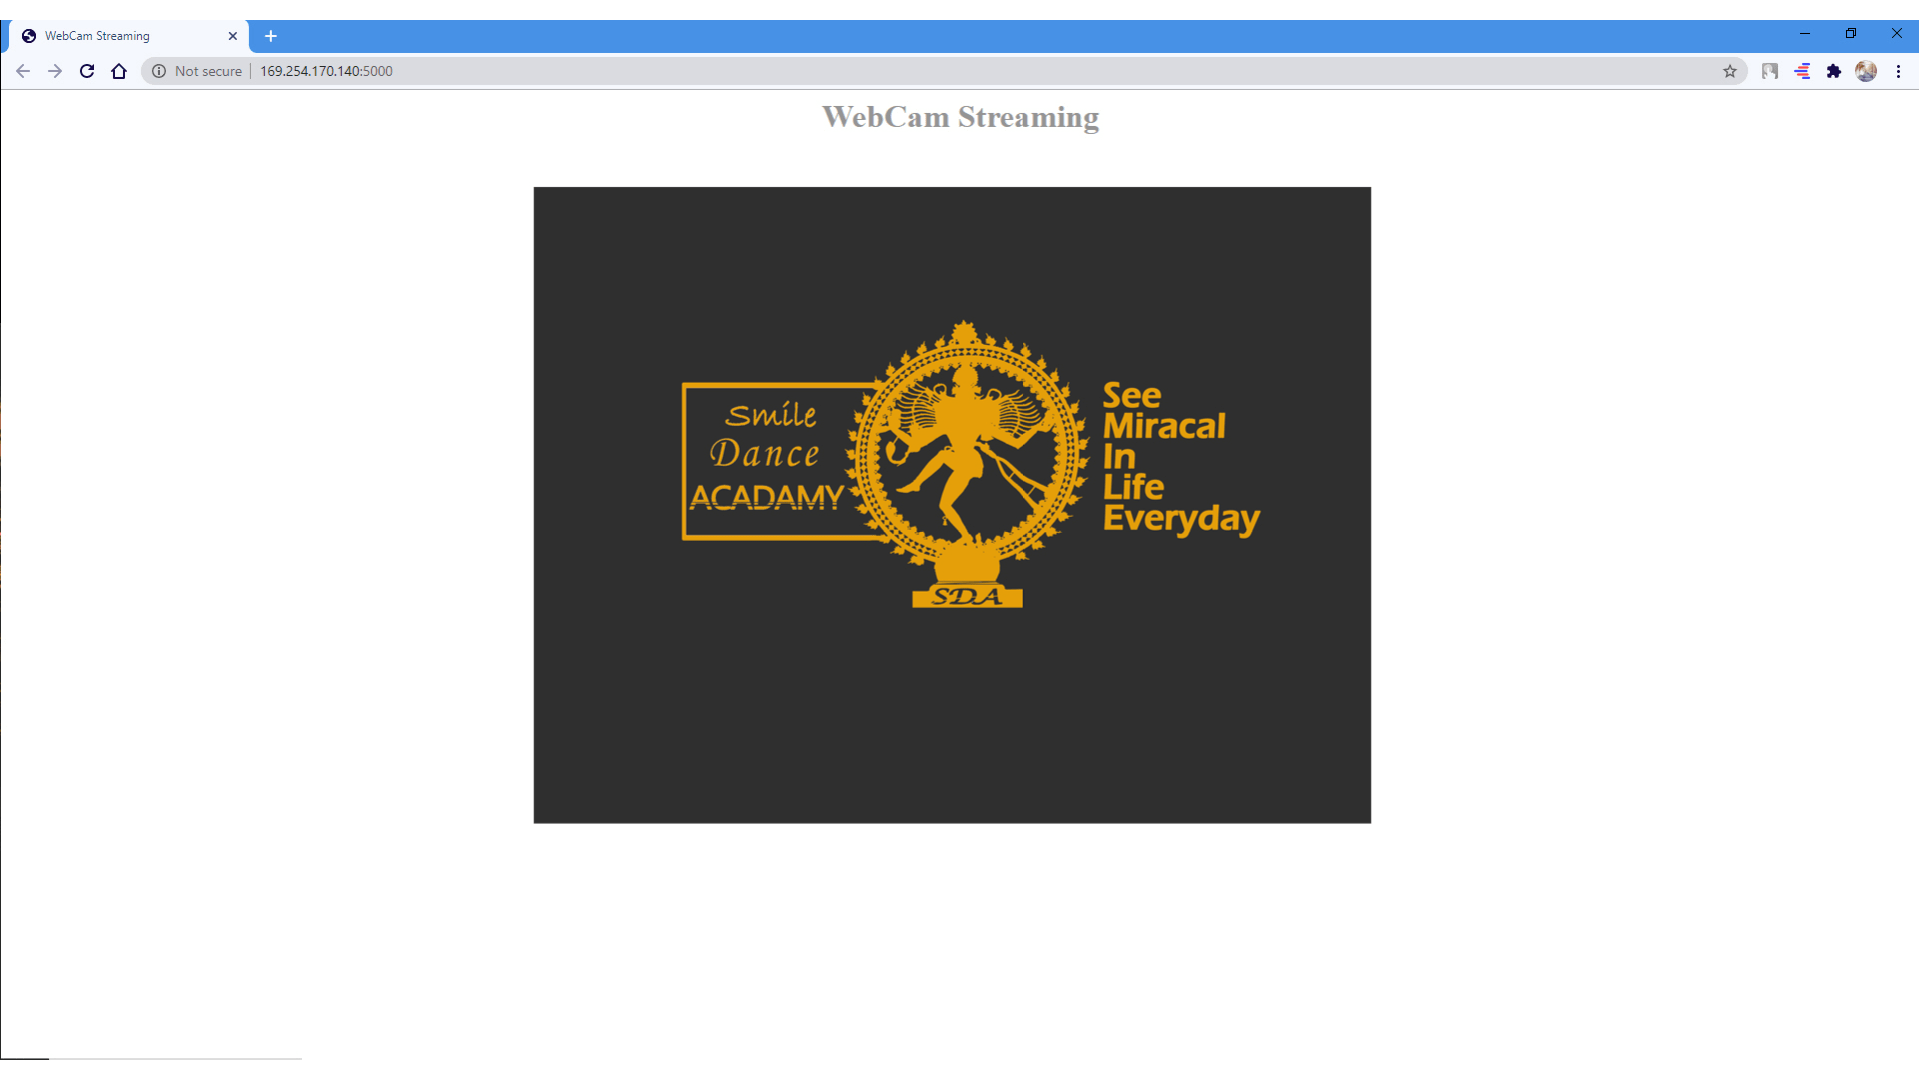 WebCam Streaming
Not secure
169.254.170.140:5000
WebCam Streaming
Smile
Dance
ACADAMY
See
Miracal
In
Life
Everyday
SDA